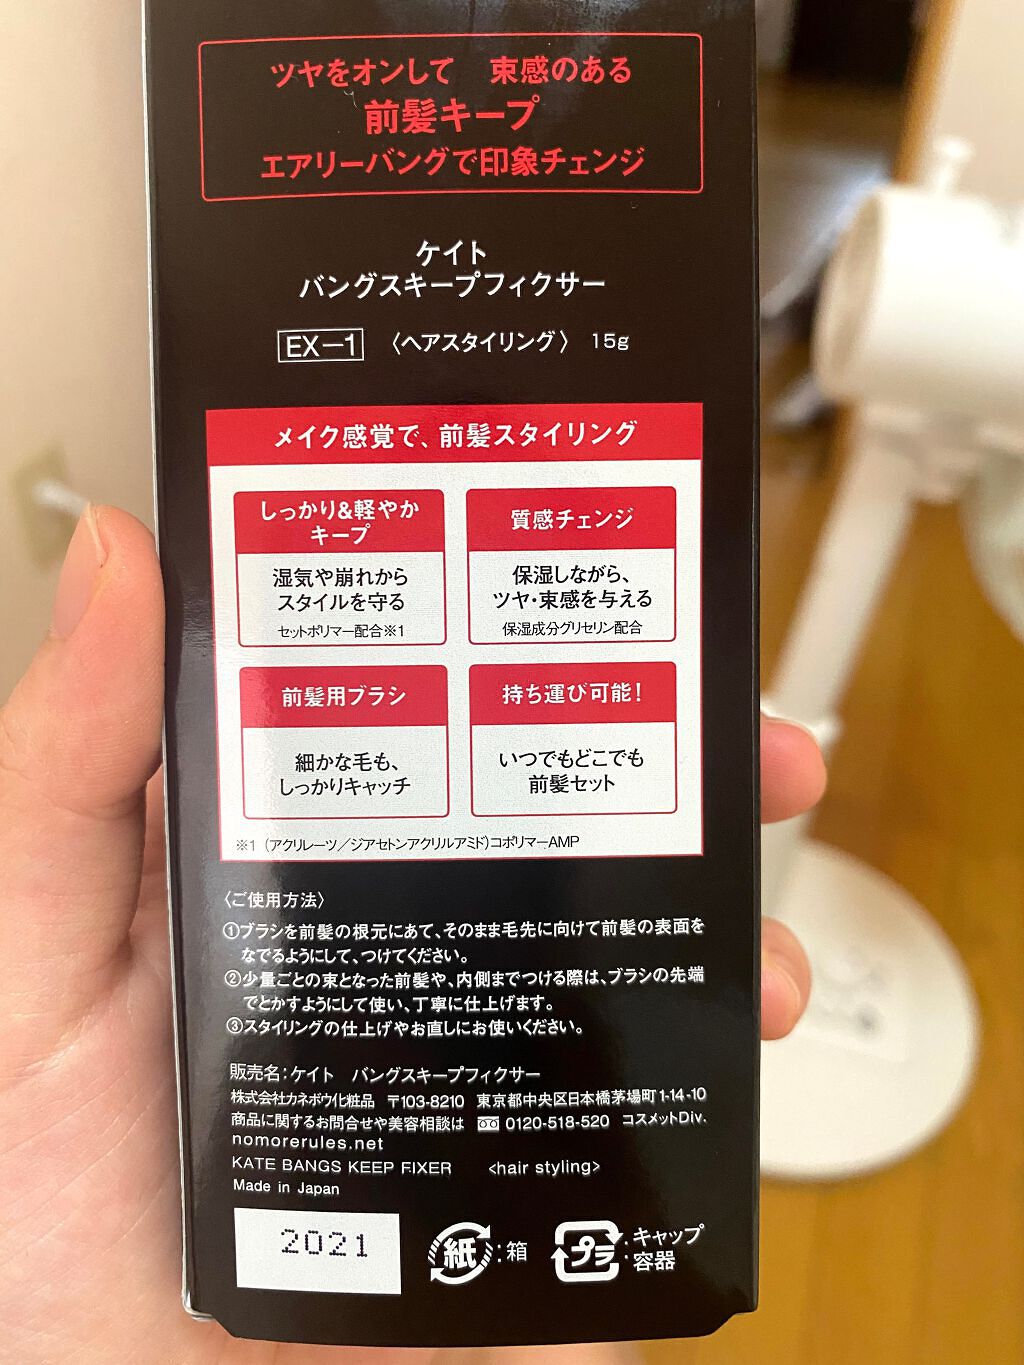 ツヤをオンして 束感のある
前髪キープ
エアリーバングで印象チェンジ
ケイト
バングスキープフィクサー
EX-1 〈ヘアスタイリング〉 15g
メイク感覚で、前髪スタイリング
しっかり&軽やか
キープ
湿気や崩れから
スタイルを守る
セットポリマー配合※1
質感チェンジ
保湿しながら、
ツヤ・束感を与える
保湿成分グリセリン配合
前髪用ブラシ
細かな毛も、
しっかりキャッチ
持ち運び可能!
いつでもどこでも
前髪セット
※1 (アクリレーツ/ジアセトンアクリルアミド)コポリマーAMP
〈ご使用方法〉
①ブラシを前髪の根元にあて、そのまま毛先に向けて前髪の表面を
なでるようにして、つけてください。
②少量ごとの束となった前髪や、内側までつける際は、ブラシの先端
でとかすようにして使い、丁寧に仕上げます。
③スタイリングの仕上げやお直しにお使いください。
販売名:ケイト バングスキープフィクサー
株式会社カネボウ化粧品 〒103-8210 東京都中央区日本橋茅場町1-14-10
商品に関するお問合せや美容相談は 0120-518-520 コスメットDiv.
nomorerules.net
KATE BANGS KEEP FIXER <hair styling>
Made in Japan
2021
紙:箱
プラ:キャップ
容器